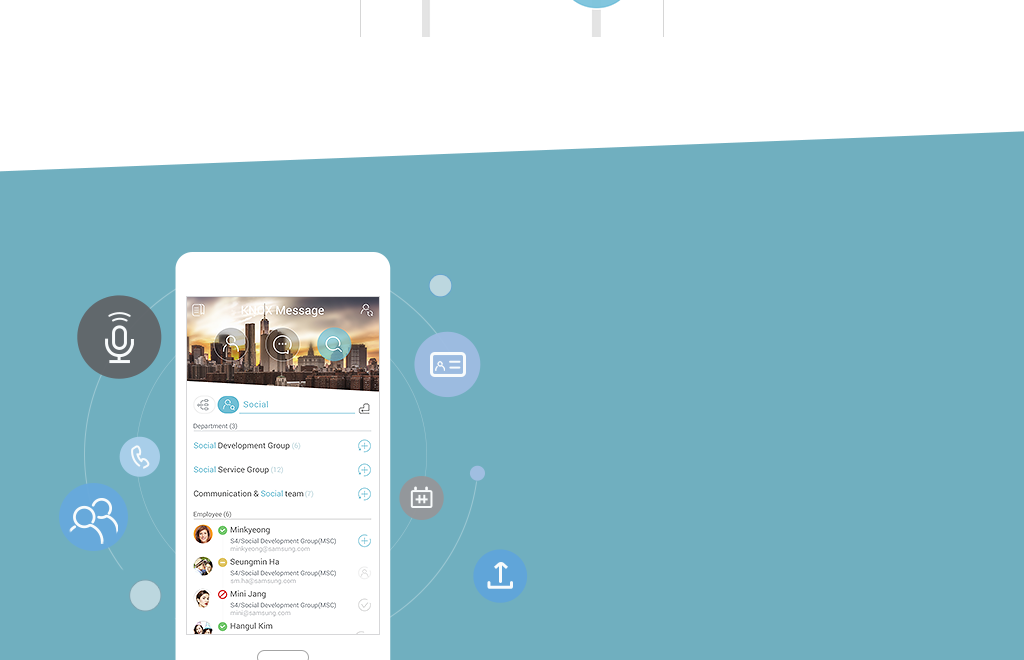 KNOX Message
Social
Department (3)
Social Development Group (6)
Social Service Group (12)
Communication & Social team (7)
Employee (6)
Minkyeong
S4/Social Development Group(MSC)
minkyeong@samsung.com
Seungmin Ha
S4/Social Development Group(MSC)
sm.ha@samsung.com
Mini Jang
S4/Social Development Group(MSC)
mini@samsung.com
Hangul Kim